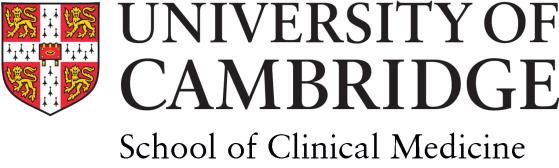 UNIVERSITY OF
CAMBRIDGE
School of Clinical Medicine